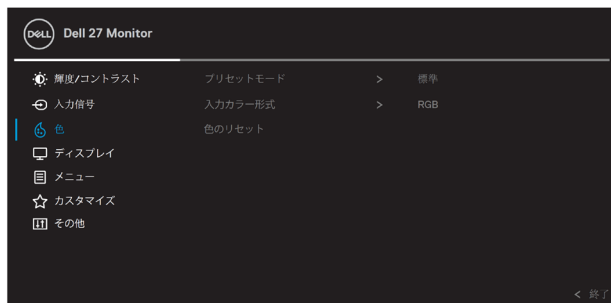 DELL Dell 27 Monitor
輝度/コントラスト プリセットモード > 標準
入力信号 入力カラー形式 > RGB
色 色のリセット
ディスプレイ
メニュー
カスタマイズ
その他
< 終了